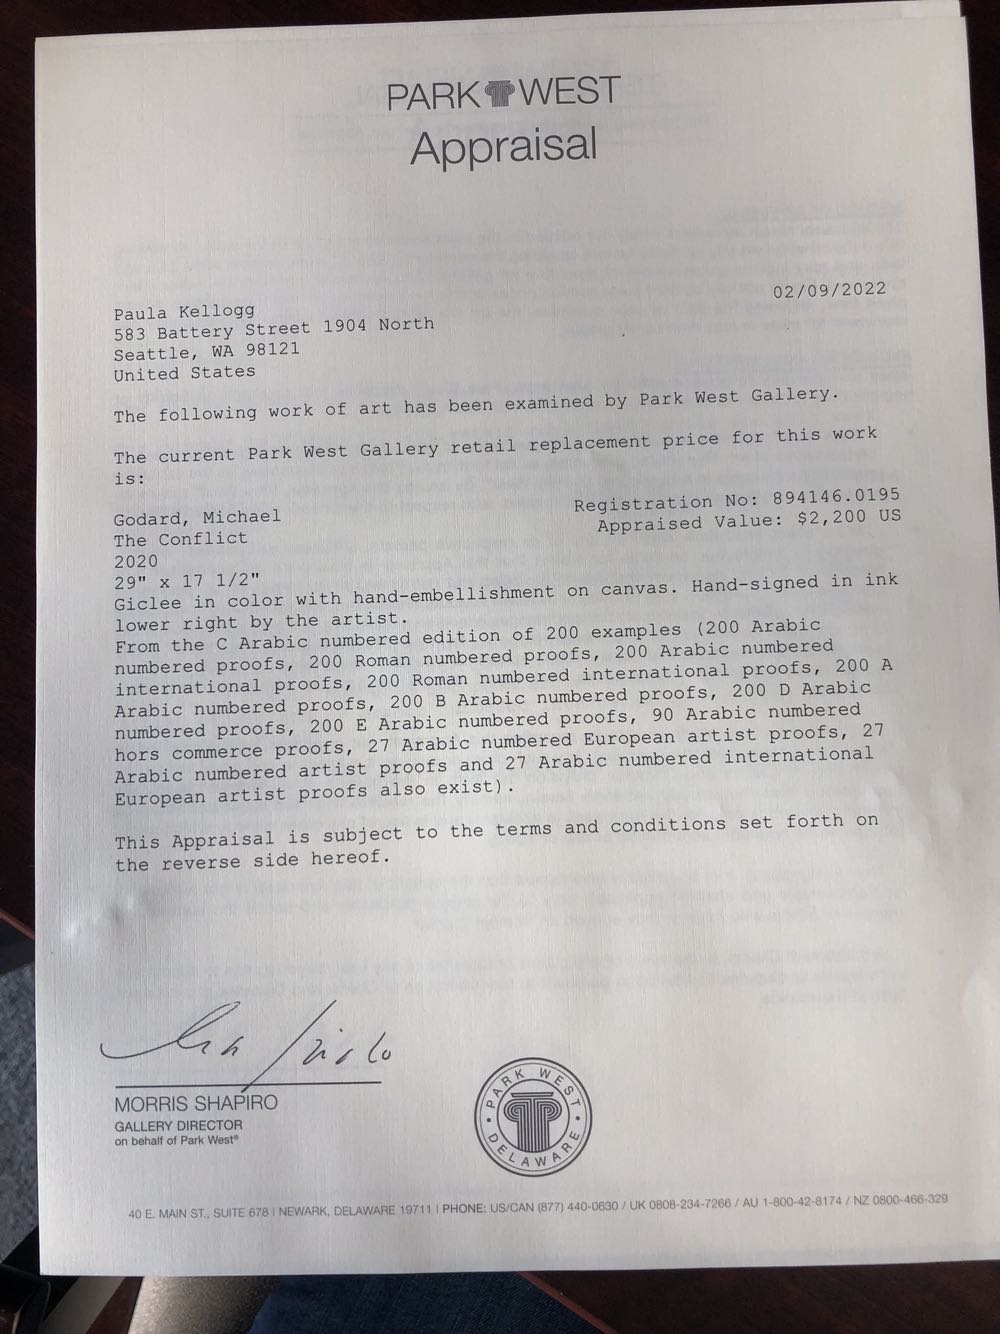 PARK WEST
Appraisal
02/09/2022
Paula Kellogg
583 Battery Street 1904 North
Seattle, WA 98121
United States
The following work of art has been examined by Park West Gallery.
The current Park West Gallery retail replacement price for this work
is:
Registration No: 894146.0195
Appraised Value: $2,200 US
Godard, Michael
The Conflict
2020
29" x 17 1/2"
Giclee in color with hand-embellishment on canvas. Hand-signed in ink
lower right by the artist.
From the C Arabic numbered edition of 200 examples (200 Arabic
numbered proofs, 200 Roman numbered proofs, 200 Arabic numbered
international proofs, 200 Roman numbered international proofs, 200 A
Arabic numbered proofs, 200 B Arabic numbered proofs, 200 D Arabic
numbered proofs, 200 E Arabic numbered proofs, 90 Arabic numbered
hors commerce proofs, 27 Arabic numbered European artist proofs, 27
Arabic numbered artist proofs and 27 Arabic numbered international
European artist proofs also exist).
This Appraisal is subject to the terms and conditions set forth on
the reverse side hereof.
MORRIS SHAPIRO
GALLERY DIRECTOR
on behalf of Park West®
PARK WEST
DELAWARE
40 E. MAIN ST., SUITE 678 | NEWARK, DELAWARE 19711 | PHONE: US/CAN (877) 440-0630 / UK 0808-234-7266 / AU 1-800-42-8174 / NZ 0800-466-329